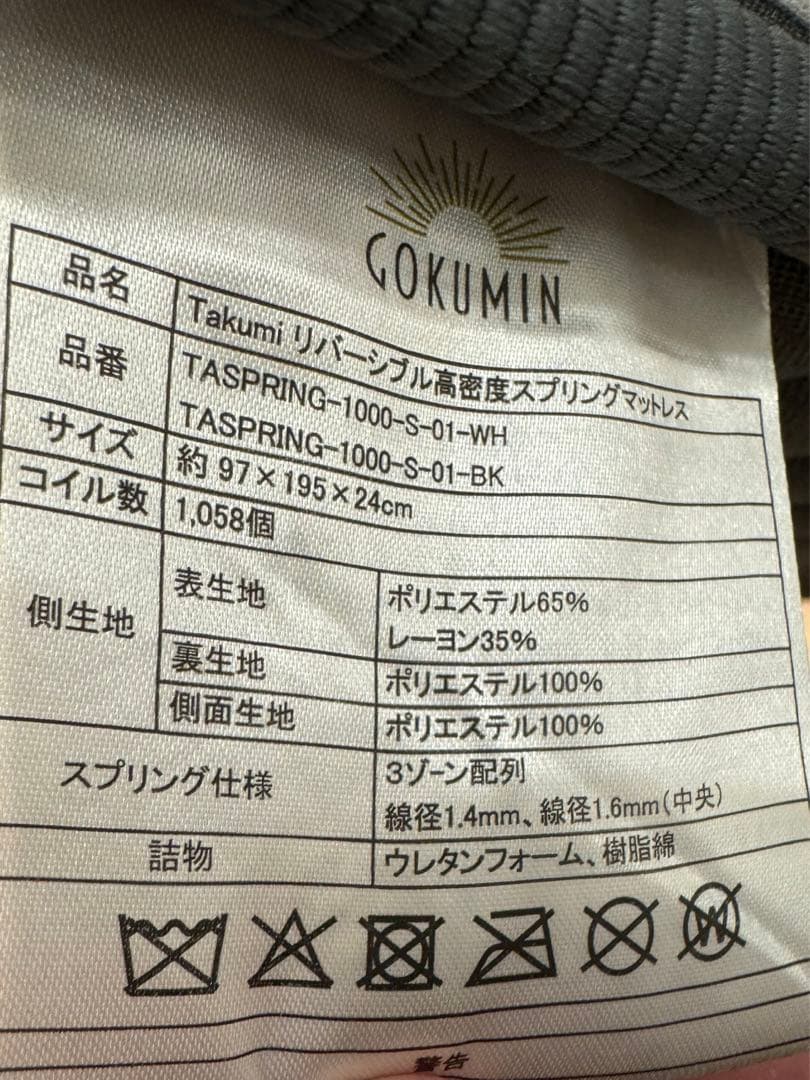 GOKUMIN
品名 Takumi リバーシブル高密度スプリングマットレス
品番 TASPRING-1000-S-01-WH
TASPRING-1000-S-01-BK
サイズ 約 97×195×24cm
コイル数 1,058個
側生地 表生地 ポリエステル65%
レーヨン35%
裏生地 ポリエステル100%
側面生地 ポリエステル100%
スプリング仕様 3ゾーン配列
線径1.4mm、線径1.6mm(中央)
詰物 ウレタンフォーム、樹脂綿
W
警告